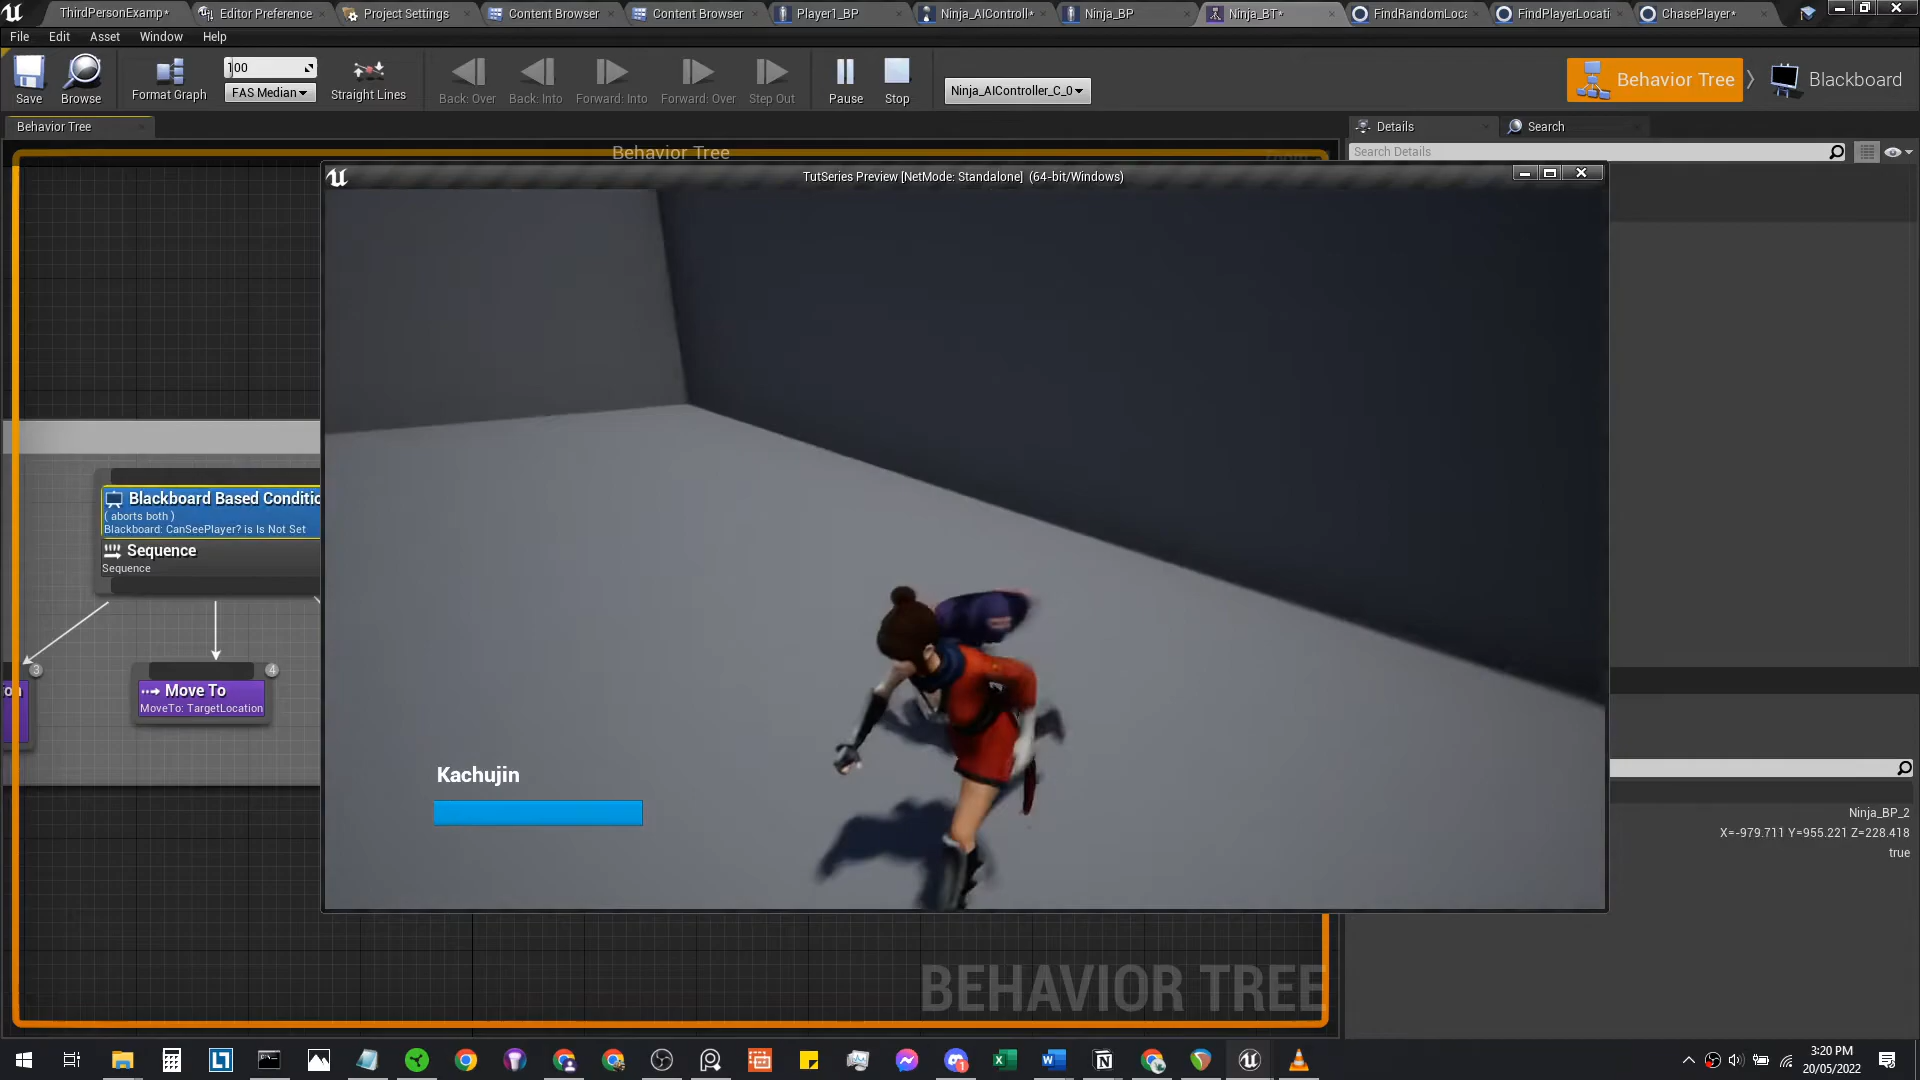 ThirdPersonExamp*
Editor Preference
Project Settings
Content Browser
Content Browser
Player1_BP
Ninja_AIControll*
Ninja_BP
Ninja_BT*
FindRandomLoca
FindPlayerLocati
ChasePlayer*
File
Edit
Asset
Window
Help
Save
Browse
Format Graph
100
FAS Median
Straight Lines
Back: Over
Back: Into
Forward: Into
Forward: Over
Step Out
Pause
Stop
Ninja_AIController_C_0
Behavior Tree
Blackboard
Behavior Tree
Details
Search
Behavior Tree
Search Details
TutSeries Preview [NetMode: Standalone] (64-bit/Windows)
Blackboard Based Conditio
( aborts both )
Blackboard: CanSeePlayer? is Is Not Set
Sequence
Sequence
3
4
on
Move To
MoveTo: TargetLocation
Kachujin
Ninja_BP_2
X=-979.711 Y=955.221 Z=228.418
true
BEHAVIOR TREE
3:20 PM
20/05/2022